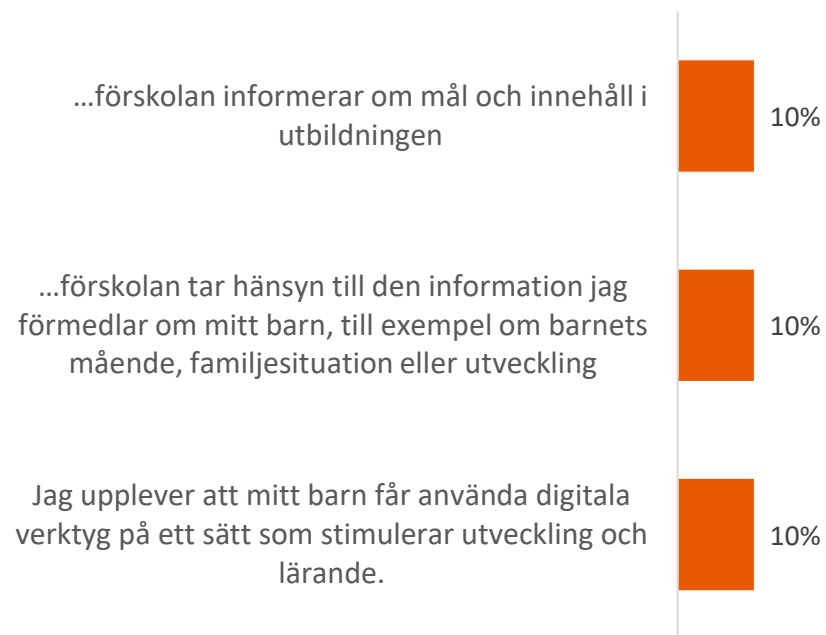 ...förskolan informerar om mål och innehåll i
utbildningen
10%
...förskolan tar hänsyn till den information jag
förmedlar om mitt barn, till exempel om barnets
mående, familjesituation eller utveckling
10%
Jag upplever att mitt barn får använda digitala
verktyg på ett sätt som stimulerar utveckling och
lärande.
10%